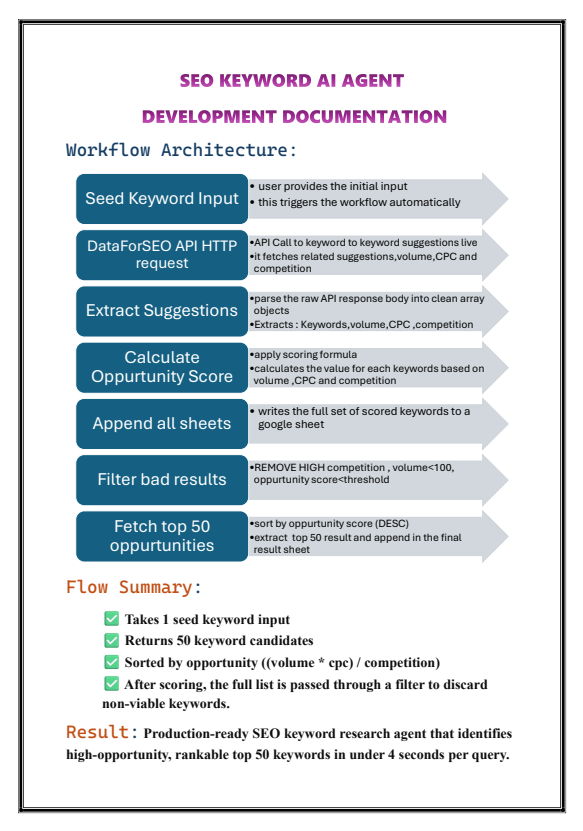 SEO KEYWORD AI AGENT
DEVELOPMENT DOCUMENTATION
Workflow Architecture:
Seed Keyword Input
• user provides the initial input
• this triggers the workflow automatically
DataForSEO API HTTP
request
•API Call to keyword to keyword suggestions live
•it fetches related suggestions,volume,CPC and
competition
Extract Suggestions
•parse the raw API response body into clean array
objects
•Extracts : Keywords,volume,CPC ,competition
Calculate
Oppurtunity Score
•apply scoring formula
•calculates the value for each keywords based on
volume ,CPC and competition
Append all sheets
• writes the full set of scored keywords to a
google sheet
Filter bad results
•REMOVE HIGH competition , volume<100,
oppurtunity score<threshold
Fetch top 50
oppurtunities
•sort by oppurtunity score (DESC)
•extract top 50 result and append in the final
result sheet
Flow Summary:
✅ Takes 1 seed keyword input
✅ Returns 50 keyword candidates
✅ Sorted by opportunity ((volume * cpc) / competition)
✅ After scoring, the full list is passed through a filter to discard
non-viable keywords.
Result: Production-ready SEO keyword research agent that identifies
high-opportunity, rankable top 50 keywords in under 4 seconds per query.